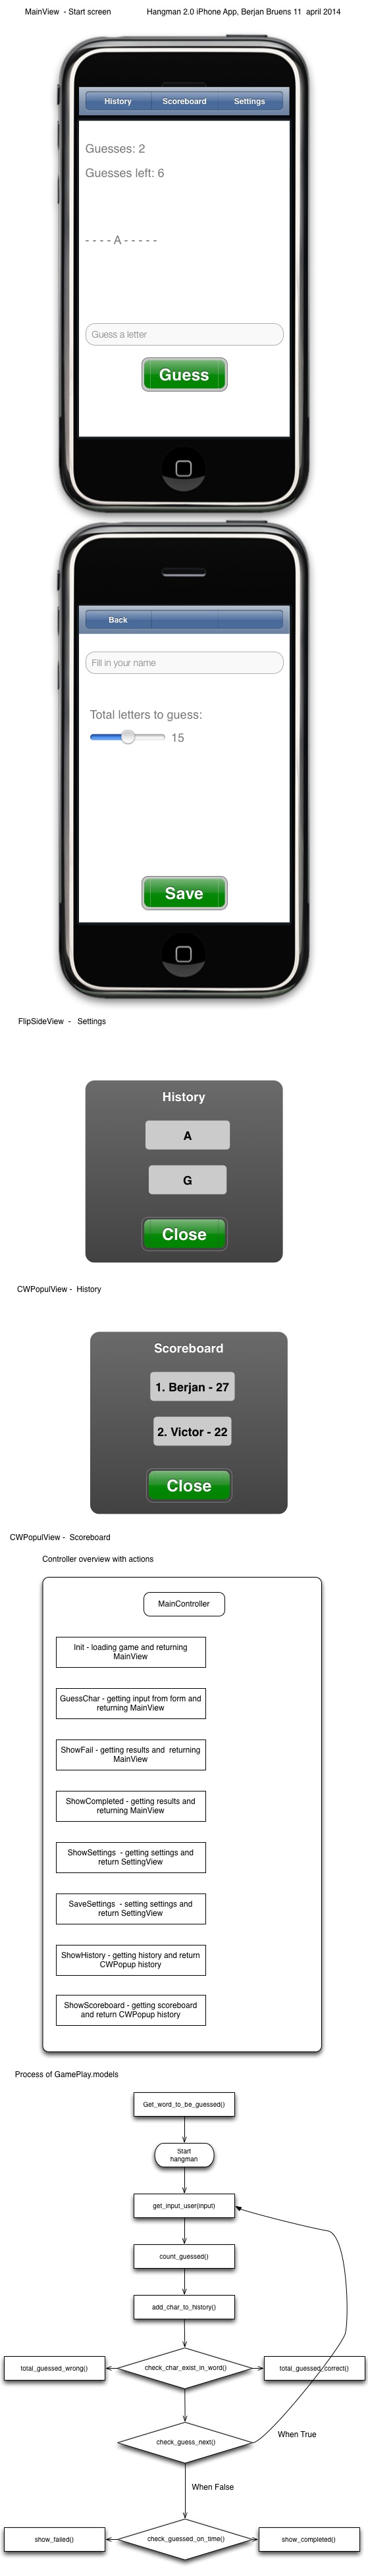 MainView - Start screen
Hangman 2.0 iPhone App, Berjan Bruens 11 april 2014
History
Scoreboard
Settings
Guesses: 2
Guesses left: 6
- - - - A - - - - -
Guess a letter
Guess
Back
Fill in your name
Total letters to guess:
15
Save
FlipSideView - Settings
History
A
G
Close
CWPopulView - History
Scoreboard
1. Berjan - 27
2. Victor - 22
Close
CWPopulView - Scoreboard
Controller overview with actions
MainController
Init - loading game and returning
MainView
GuessChar - getting input from form and
returning MainView
ShowFail - getting results and returning
MainView
ShowCompleted - getting results and
returning MainView
ShowSettings - getting settings and
return SettingView
SaveSettings - setting settings and
return SettingView
ShowHistory - getting history and return
CWPopup history
ShowScoreboard - getting scoreboard
and return CWPopup history
Process of GamePlay.models
Get_word_to_be_guessed()
Start
hangman
get_input_user(input)
count_guessed()
add_char_to_history()
total_guessed_wrong()
check_char_exist_in_word()
total_guessed_correct()
check_guess_next()
When True
When False
show_failed()
check_guessed_on_time()
show_completed()